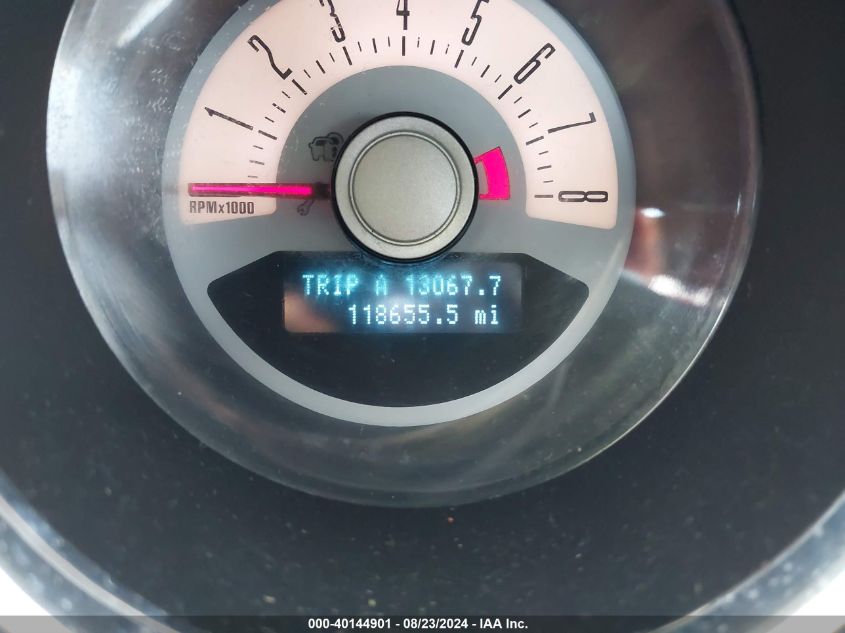 1 2 3 4 5 6 7 8
RPMx1000
TRIP A 13067.7
118655.5 mi
000-40144901 - 08/23/2024 - IAA Inc.